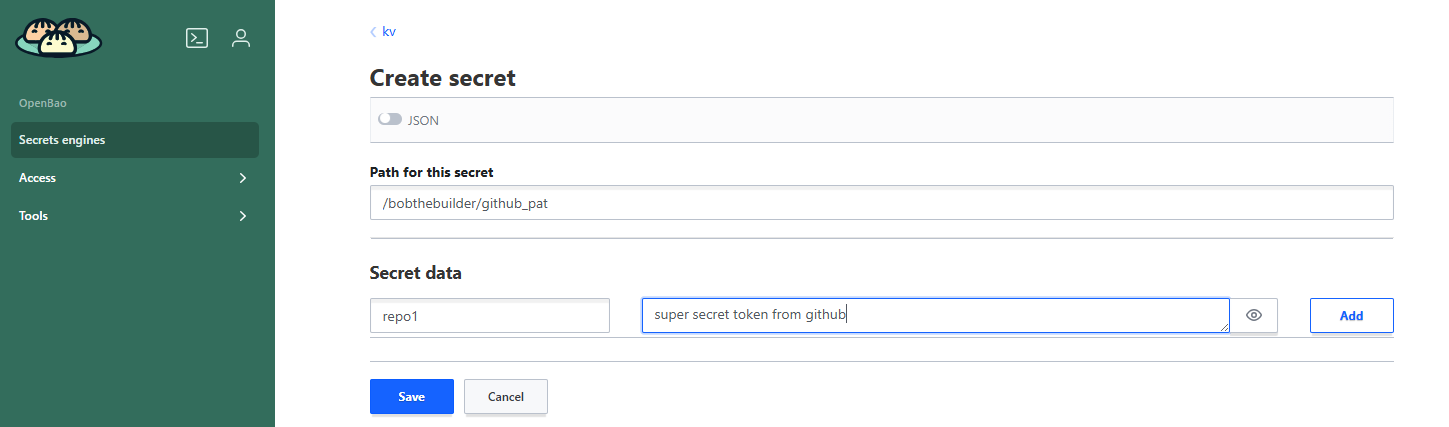 kv
Create secret
OpenBao
JSON
Secrets engines
Path for this secret
Access
/bobthebuilder/github_pat
Tools
Secret data
repo1
super secret token from github
Add
Save
Cancel